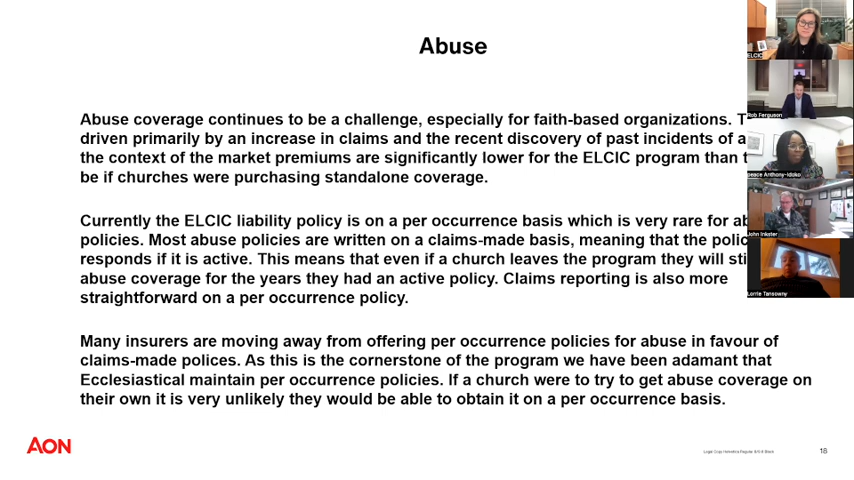 Abuse
Abuse coverage continues to be a challenge, especially for faith-based organizations. T
driven primarily by an increase in claims and the recent discovery of past incidents of a
the context of the market premiums are significantly lower for the ELCIC program than t
be if churches were purchasing standalone coverage.
Currently the ELCIC liability policy is on a per occurrence basis which is very rare for ab
policies. Most abuse policies are written on a claims-made basis, meaning that the polic
responds if it is active. This means that even if a church leaves the program they will sti
abuse coverage for the years they had an active policy. Claims reporting is also more
straightforward on a per occurrence policy.
Many insurers are moving away from offering per occurrence policies for abuse in favour of
claims-made polices. As this is the cornerstone of the program we have been adamant that
Ecclesiastical maintain per occurrence policies. If a church were to try to get abuse coverage on
their own it is very unlikely they would be able to obtain it on a per occurrence basis.
AON
18
ELCIC
Rob Ferguson
peace Anthony-Idoko
John Inkster
Lorrie Tansowny